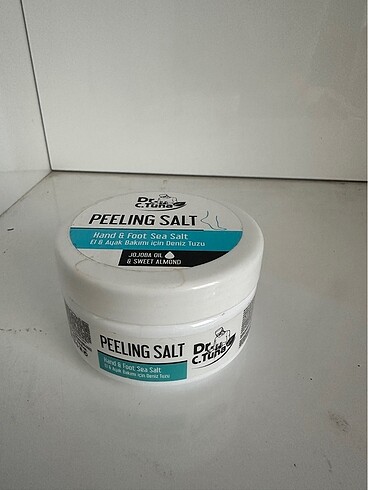 Dr.
C.Tuna
PEELING SALT
Hand & Foot Sea Salt
El & Ayak Bakımı için Deniz Tuzu
JOJOBA OIL
& SWEET ALMOND
PEELING SALT
Hand & Foot Sea Salt
El & Ayak Bakımı için Deniz Tuzu
Dr.
C.Tuna